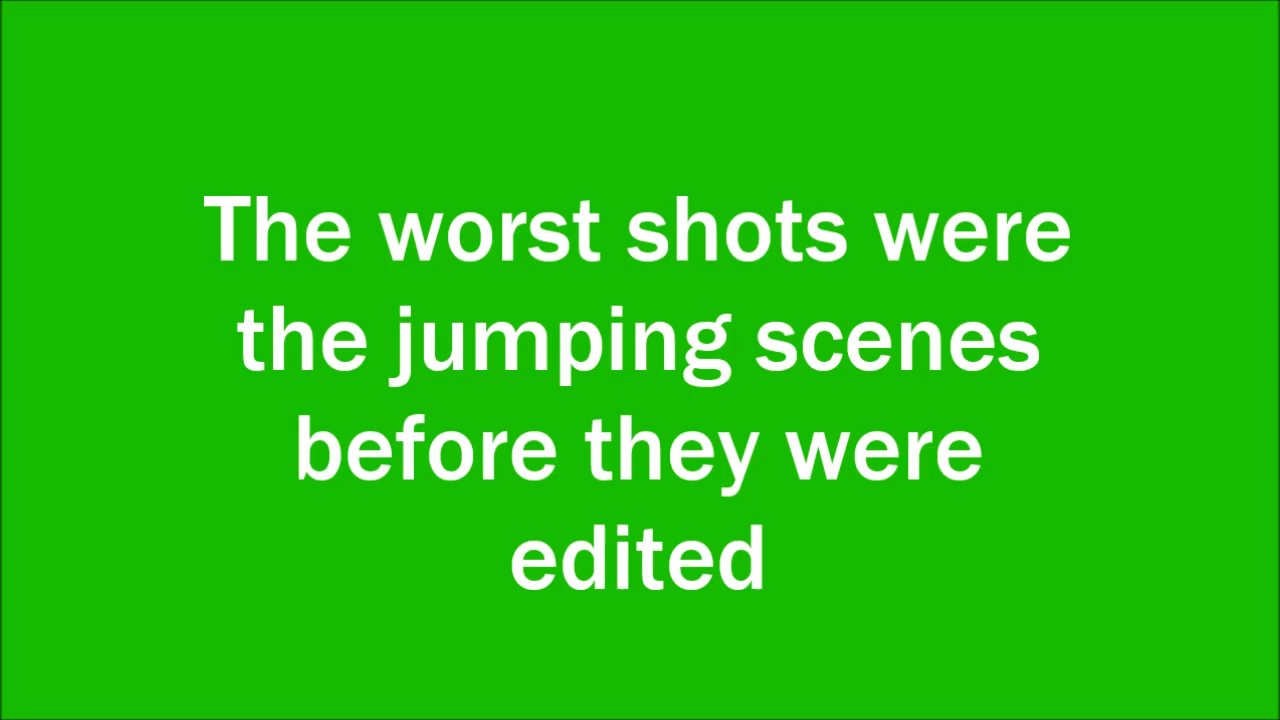 The worst shots were
the jumping scenes
before they were
edited